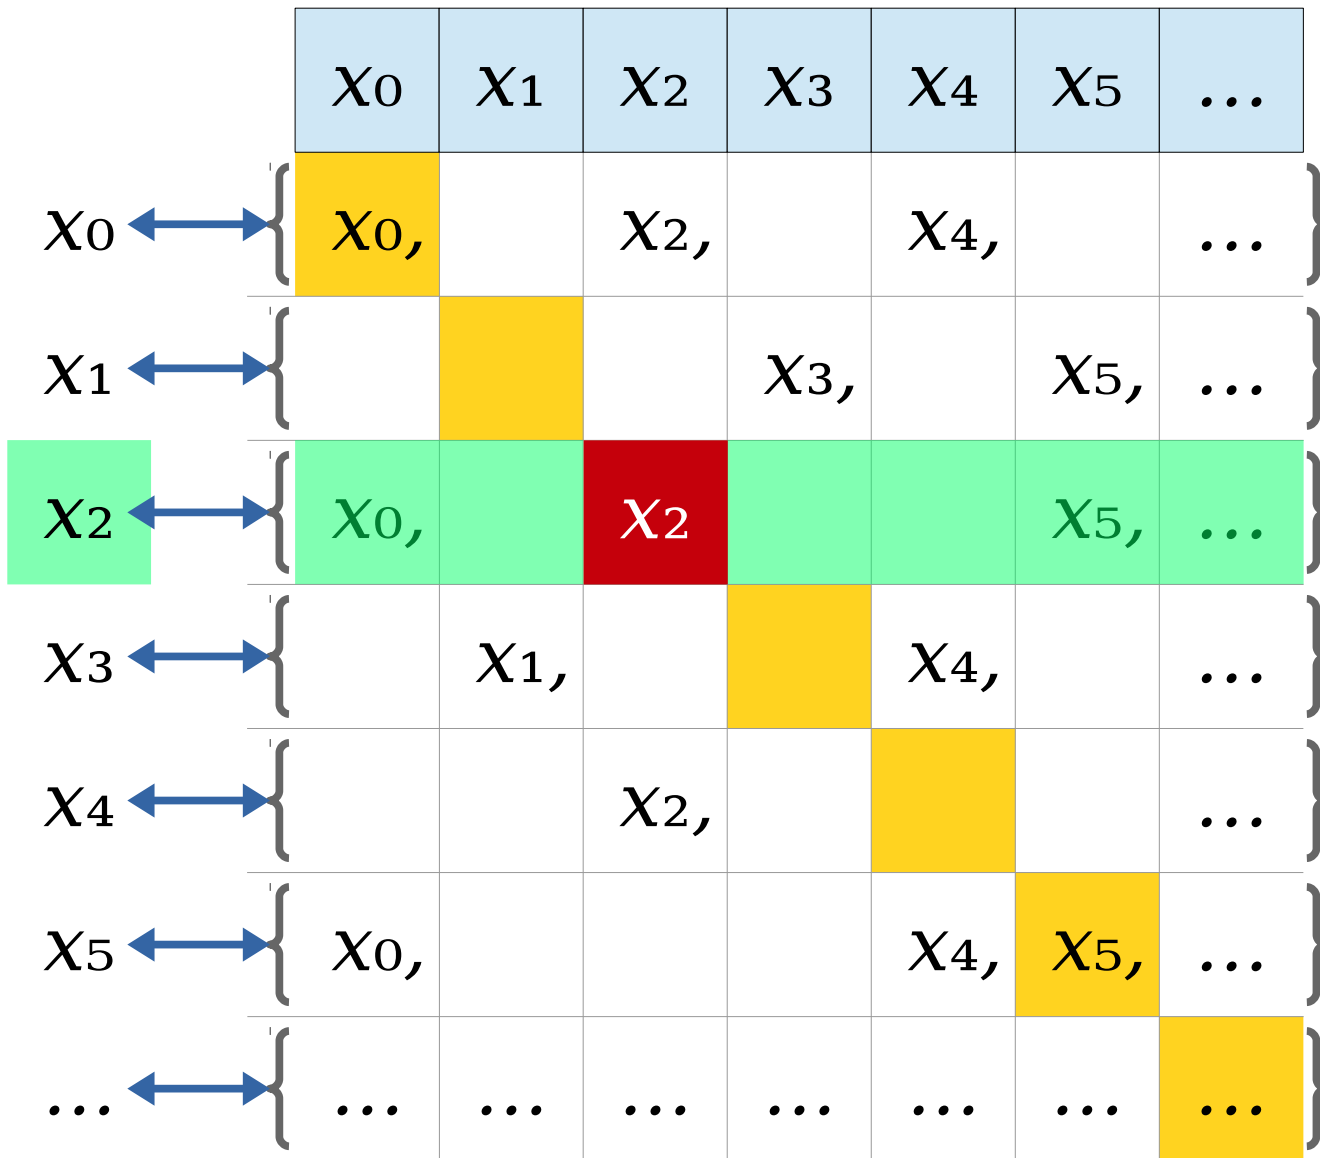 x₀ x₁ x₂ x₃ x₄ x₅ ...
x₀ { x₀, x₂, x₄, ... }
x₁ { x₃, x₅, ... }
x₂ { x₀, x₂ x₅, ... }
x₃ { x₁, x₄, ... }
x₄ { x₂, ... }
x₅ { x₀, x₄, x₅, ... }
... { ... ... ... ... ... ... ... }